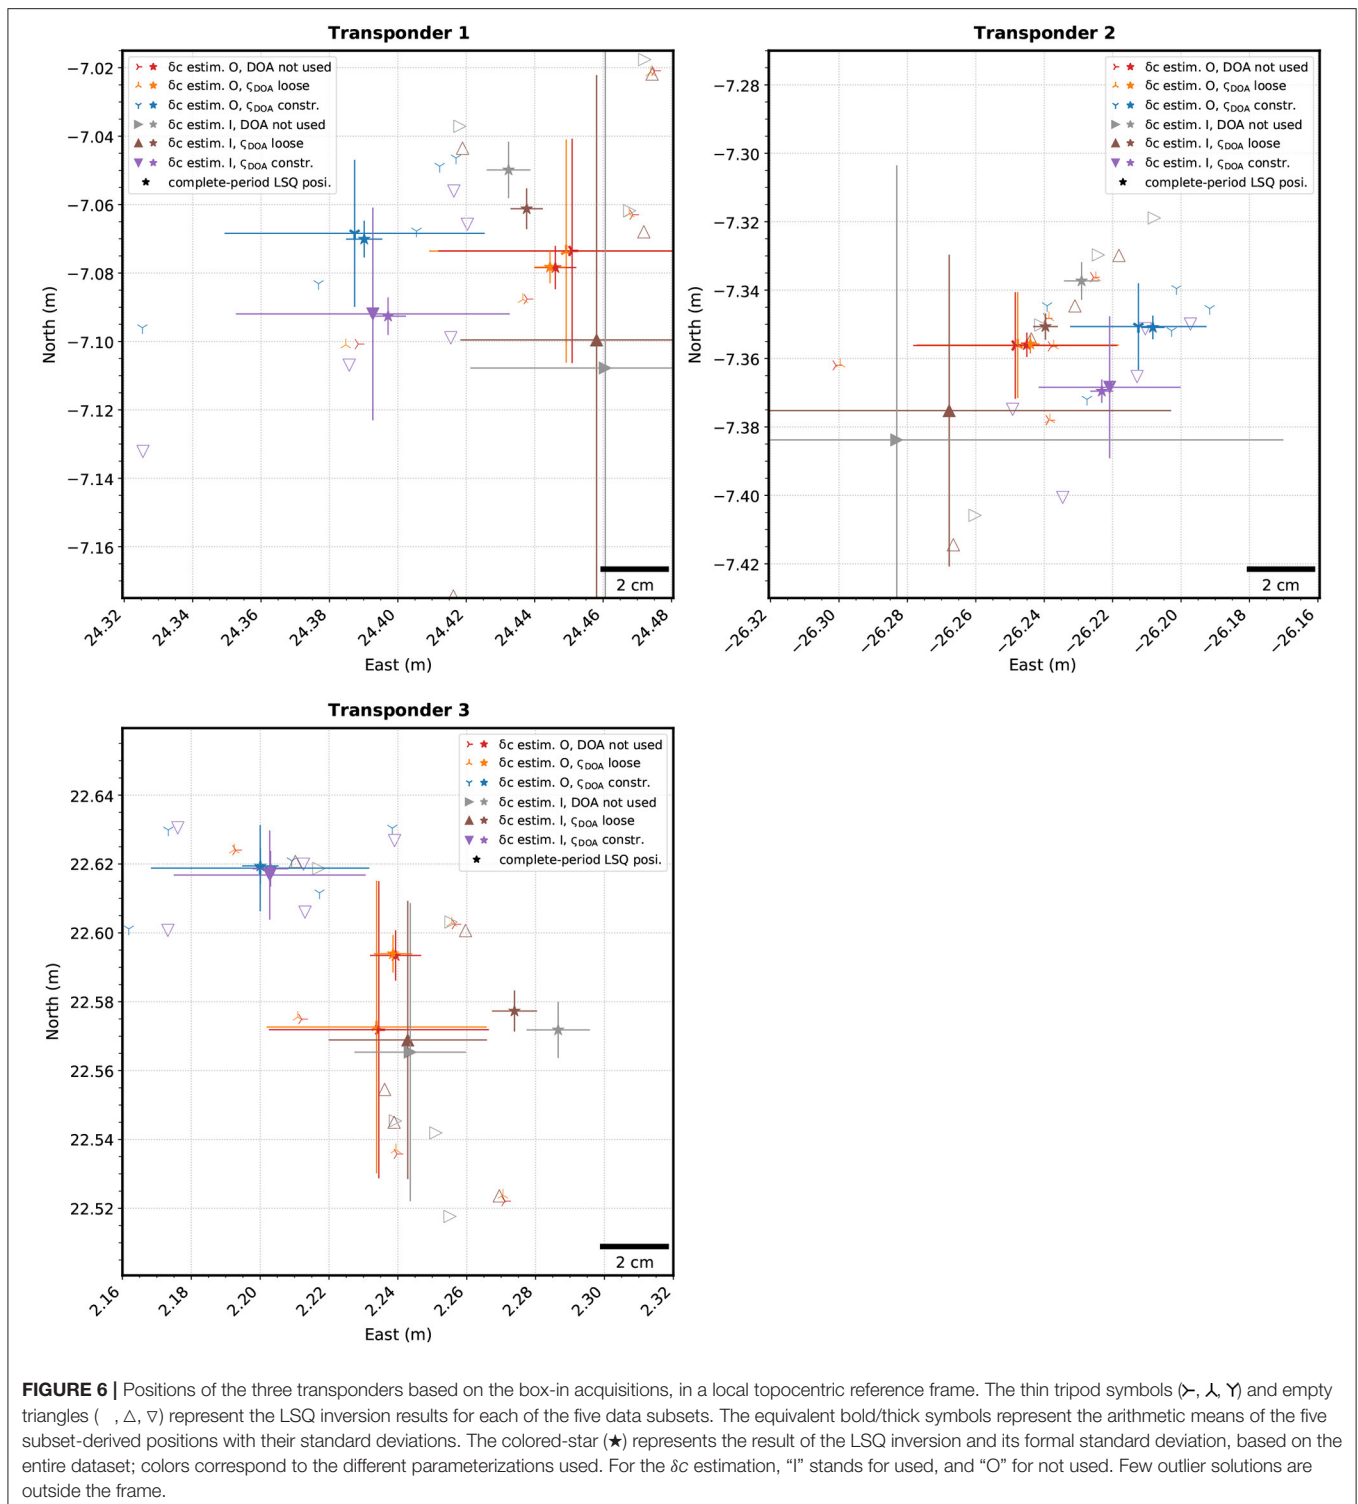 Transponder 1
−7.02
−7.04
−7.06
−7.08
−7.10
−7.12
−7.14
−7.16
North (m)
δc estim. O, DOA not used
δc estim. O, ςDOA loose
δc estim. O, ςDOA constr.
δc estim. I, DOA not used
δc estim. I, ςDOA loose
δc estim. I, ςDOA constr.
complete-period LSQ posi.
2 cm
24.32 24.34 24.36 24.38 24.40 24.42 24.44 24.46 24.48
East (m)
Transponder 2
−7.28
−7.30
−7.32
−7.34
−7.36
−7.38
−7.40
−7.42
North (m)
δc estim. O, DOA not used
δc estim. O, ςDOA loose
δc estim. O, ςDOA constr.
δc estim. I, DOA not used
δc estim. I, ςDOA loose
δc estim. I, ςDOA constr.
complete-period LSQ posi.
2 cm
−26.32 −26.30 −26.28 −26.26 −26.24 −26.22 −26.20 −26.18 −26.16
East (m)
Transponder 3
22.64
22.62
22.60
22.58
22.56
22.54
22.52
North (m)
δc estim. O, DOA not used
δc estim. O, ςDOA loose
δc estim. O, ςDOA constr.
δc estim. I, DOA not used
δc estim. I, ςDOA loose
δc estim. I, ςDOA constr.
complete-period LSQ posi.
2 cm
2.16 2.18 2.20 2.22 2.24 2.26 2.28 2.30 2.32
East (m)
FIGURE 6 | Positions of the three transponders based on the box-in acquisitions, in a local topocentric reference frame. The thin tripod symbols (≻, ⅄, Y) and empty
triangles ( , △, ▽) represent the LSQ inversion results for each of the five data subsets. The equivalent bold/thick symbols represent the arithmetic means of the five
subset-derived positions with their standard deviations. The colored-star (★) represents the result of the LSQ inversion and its formal standard deviation, based on the
entire dataset; colors correspond to the different parameterizations used. For the δc estimation, “I” stands for used, and “O” for not used. Few outlier solutions are
outside the frame.